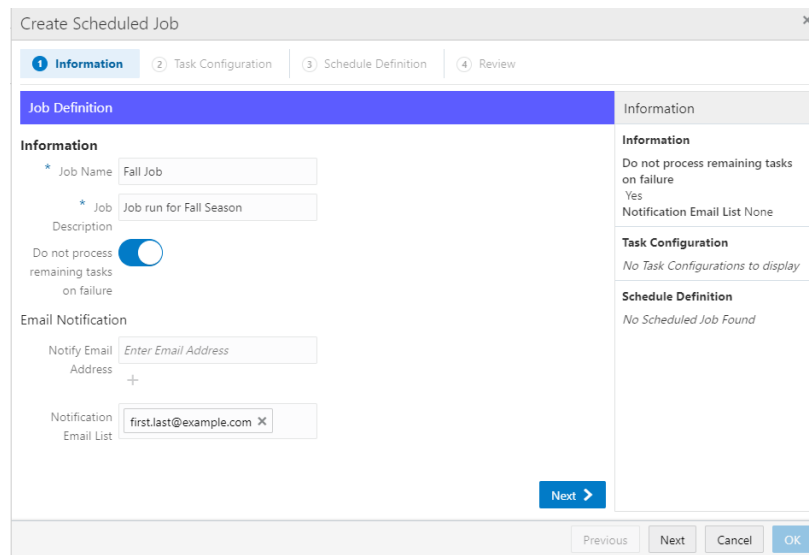 Create Scheduled Job
×
1 Information
2 Task Configuration
3 Schedule Definition
4 Review
Job Definition
Information
* Job Name
Fall Job
* Job
Description
Job run for Fall Season
Do not process
remaining tasks
on failure
Email Notification
Notify Email
Address
Enter Email Address
+
Notification
Email List
first.last@example.com ×
Next
Information
Information
Do not process remaining tasks
on failure
Yes
Notification Email List None
Task Configuration
No Task Configurations to display
Schedule Definition
No Scheduled Job Found
Previous
Next
Cancel
OK